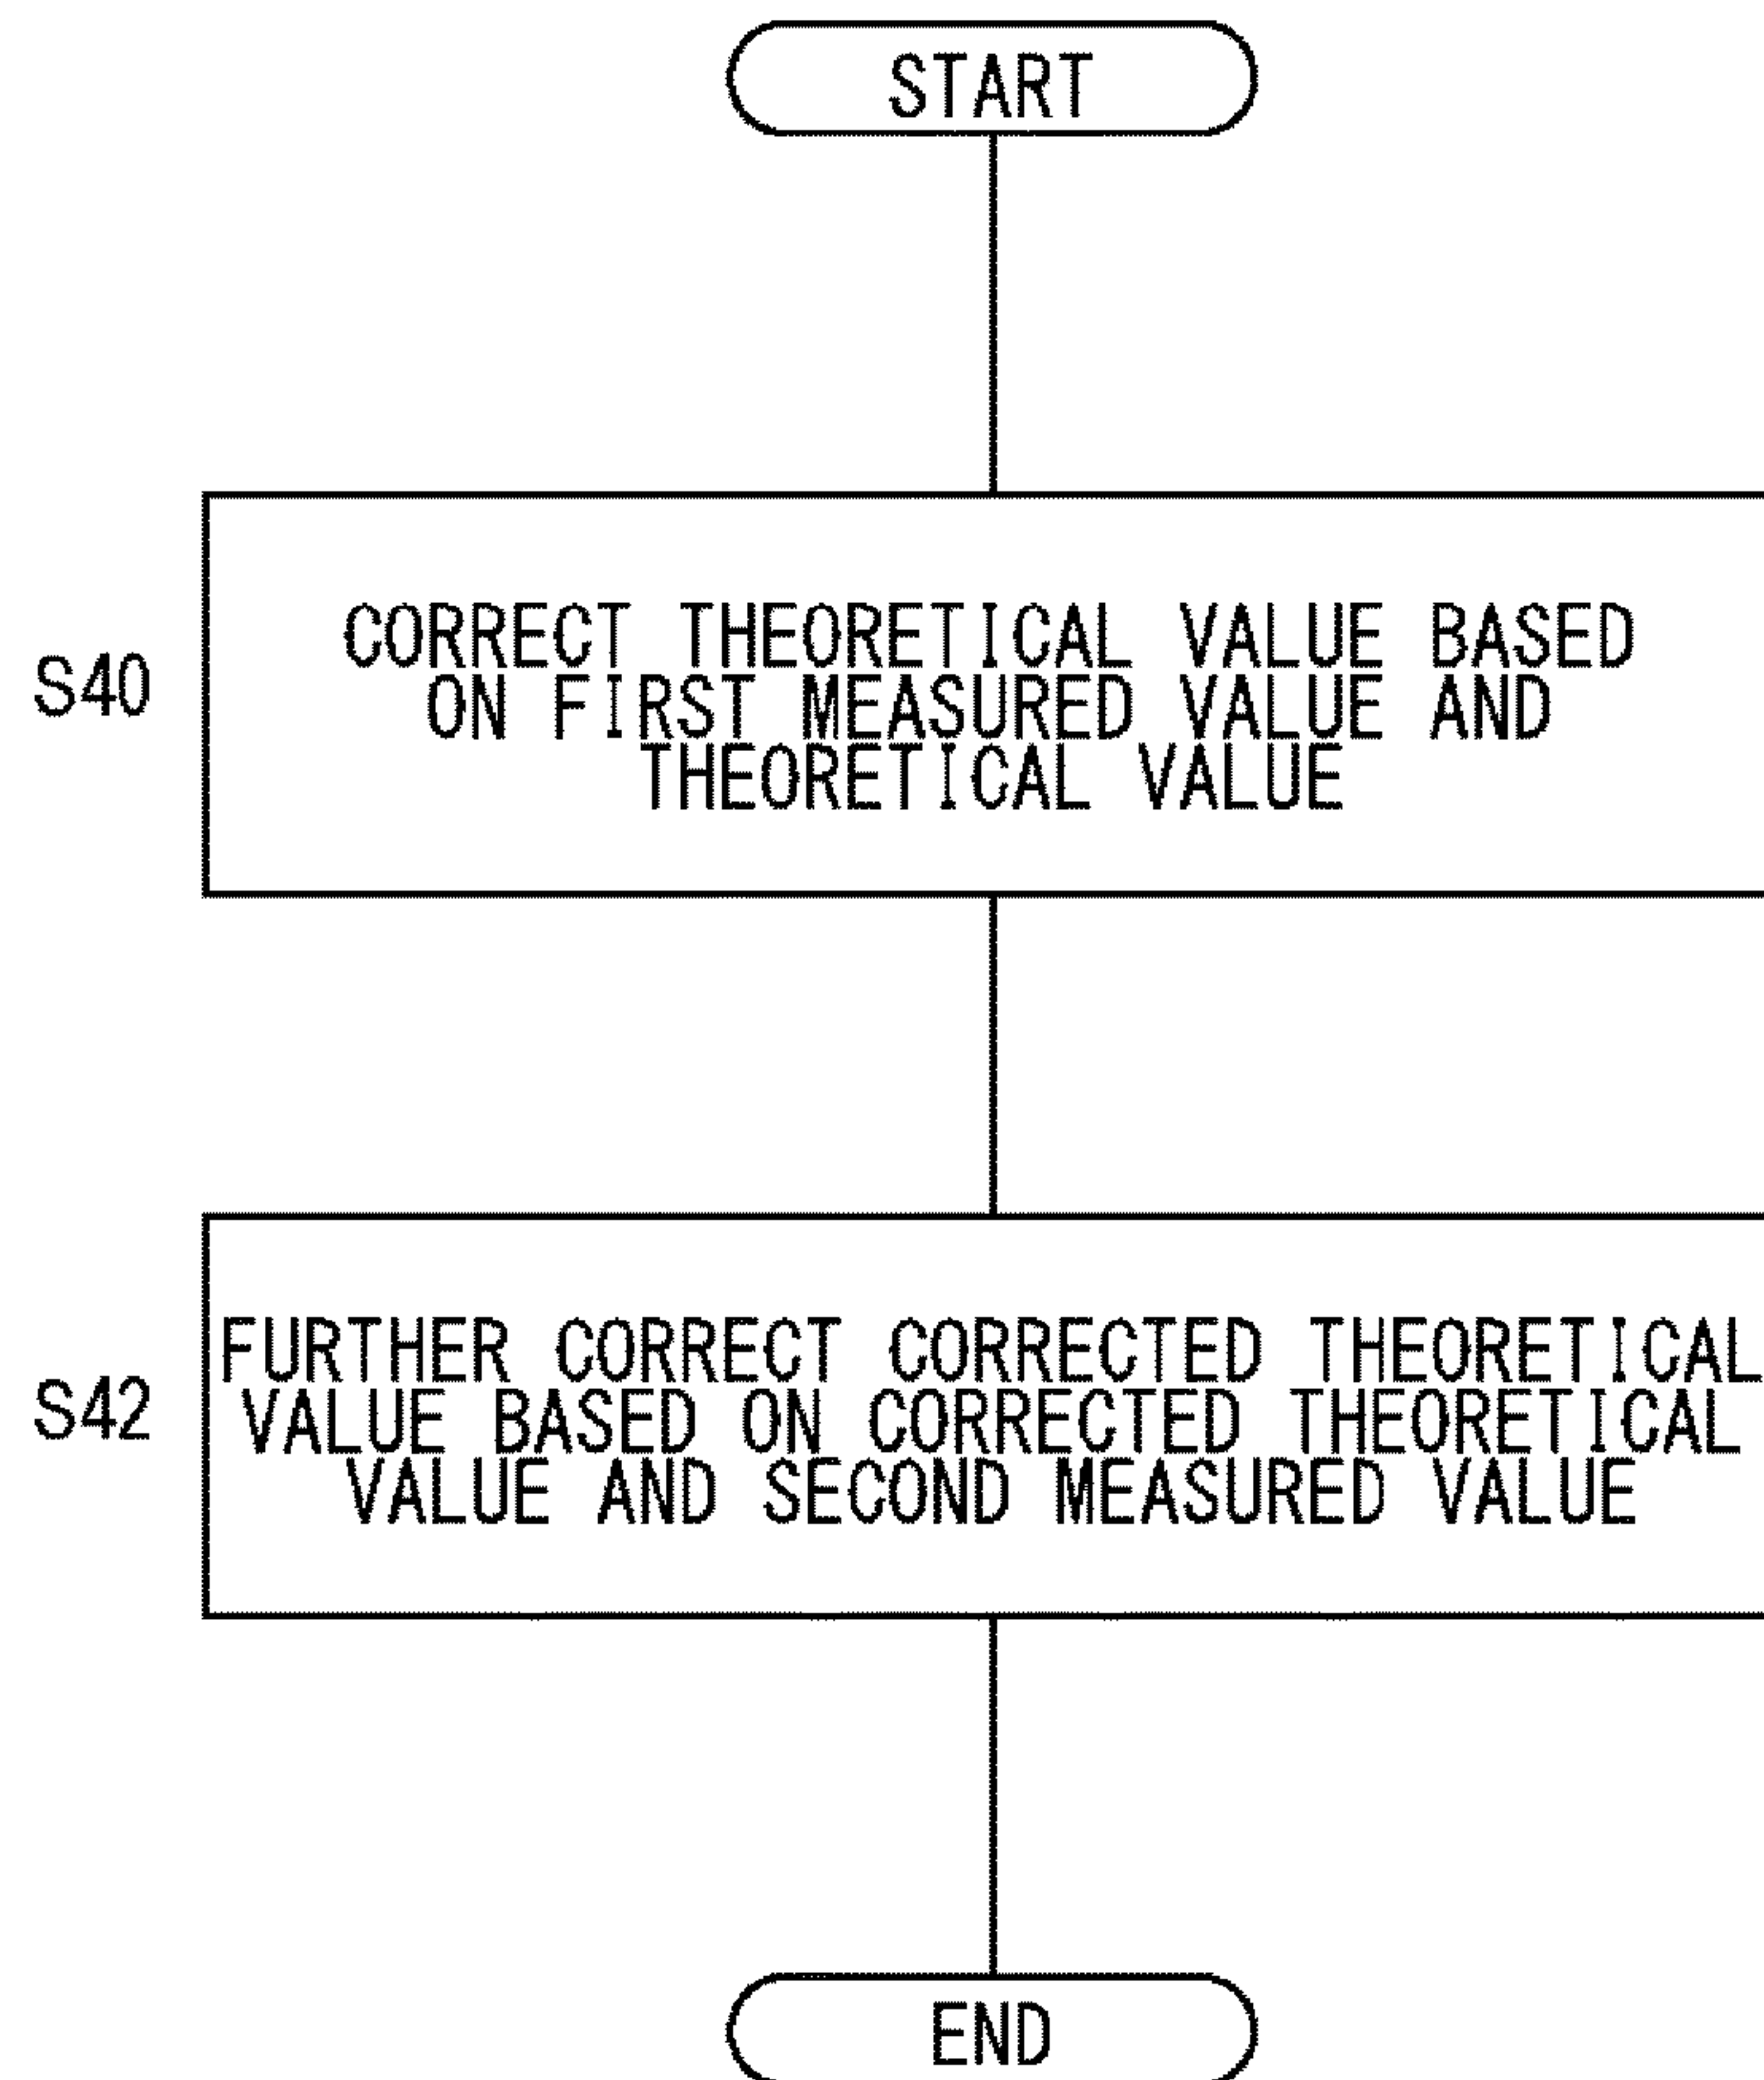 START
S40
CORRECT THEORETICAL VALUE BASED
ON FIRST MEASURED VALUE AND
THEORETICAL VALUE
S42
FURTHER CORRECT CORRECTED THEORETICAL
VALUE BASED ON CORRECTED THEORETICAL
VALUE AND SECOND MEASURED VALUE
END